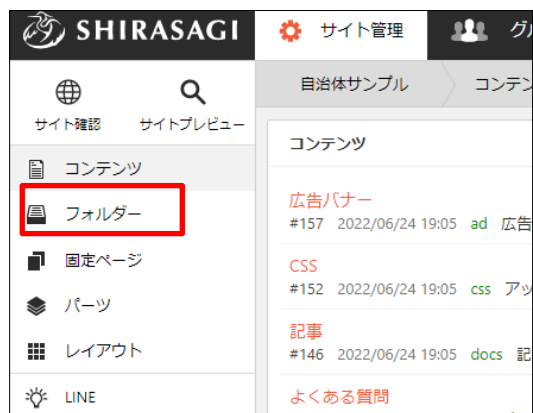 SHIRASAGI
サイト管理
サイト確認
サイトプレビュー
コンテンツ
フォルダー
固定ページ
パーツ
レイアウト
LINE
自治体サンプル
コンテンツ
広告バナー
#157 2022/06/24 19:05 ad 広告
CSS
#152 2022/06/24 19:05 css アッ
記事
#146 2022/06/24 19:05 docs 記
よくある質問